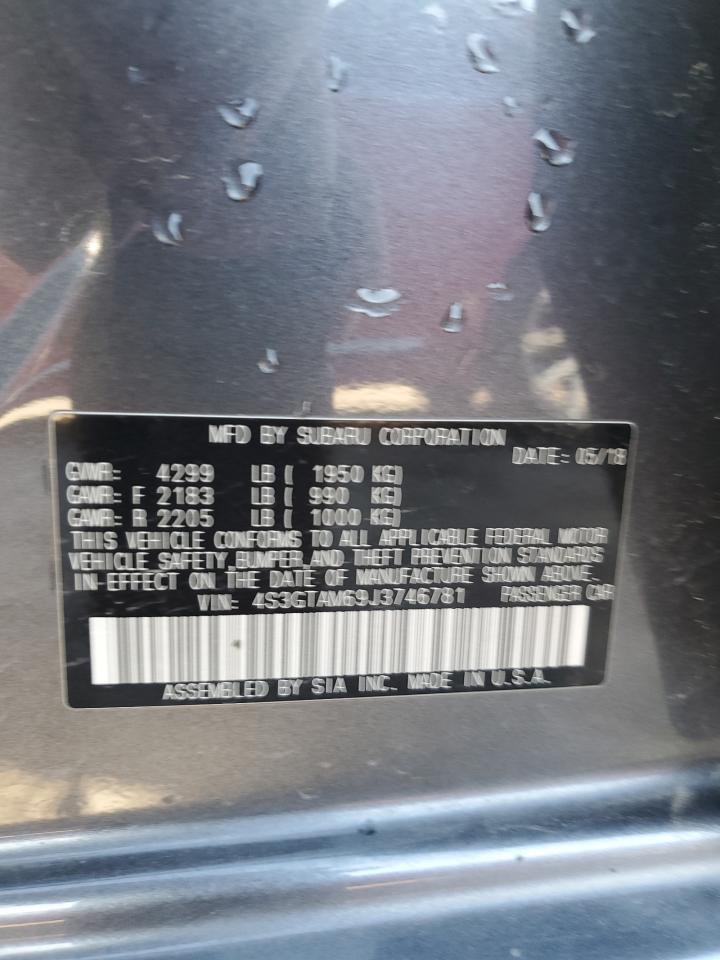 MFD BY SUBARU CORPORATION
DATE: 05/18
GVWR: 4299 LB ( 1950 KG)
GAWR: F 2183 LB ( 990 KG)
GAWR: R 2205 LB ( 1000 KG)
THIS VEHICLE CONFORMS TO ALL APPLICABLE FEDERAL MOTOR
VEHICLE SAFETY, BUMPER, AND THEFT PREVENTION STANDARDS
IN EFFECT ON THE DATE OF MANUFACTURE SHOWN ABOVE.
VIN: 4S3GTAM69J3746781 PASSENGER CAR
ASSEMBLED BY SIA INC. MADE IN U.S.A.